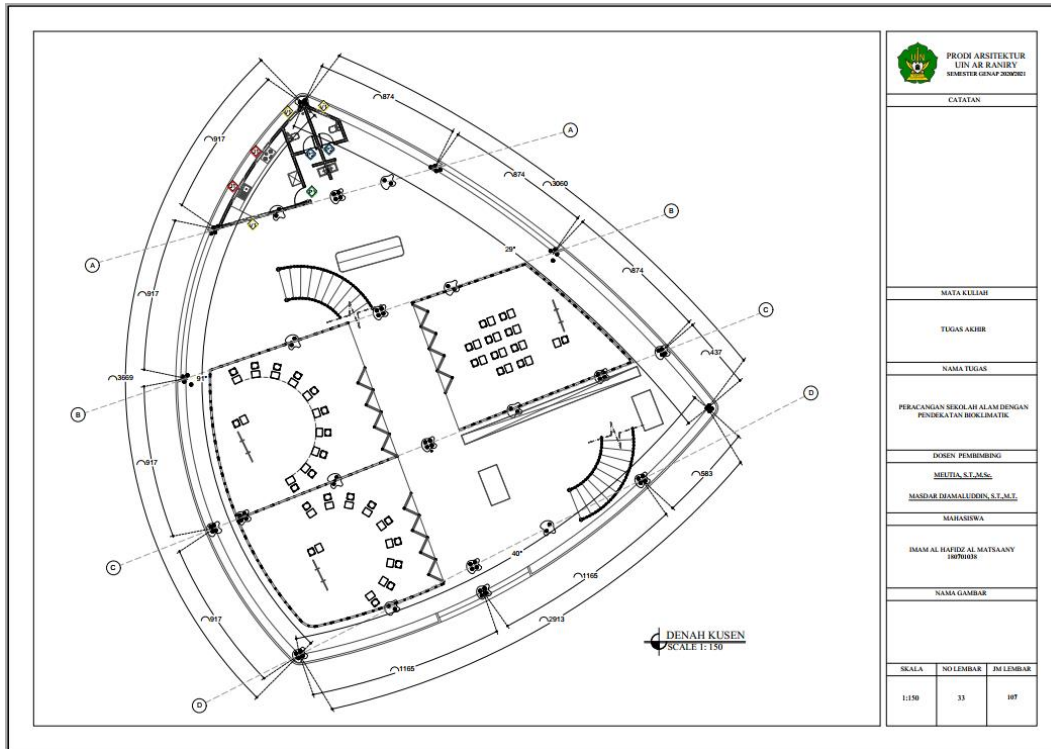 874
917
A
874
3060
B
29°
A
874
917
C
437
3669
91°
B
D
917
583
C
40°
1165
917
2913
DENAH KUSEN
SCALE 1: 150
1165
D
PRODI ARSITEKTUR
UIN AR RANIRY
SEMESTER GENAP 2020/2021
CATATAN
MATA KULIAH
TUGAS AKHIR
NAMA TUGAS
PERACANGAN SEKOLAH ALAM DENGAN
PENDEKATAN BIOKLIMATIK
DOSEN PEMBIMBING
MEUTIA, S.T.,M.Sc.
MASDAR DJAMALUDDIN, S.T.,M.T.
MAHASISWA
IMAM AL HAFIDZ AL MATSAANY
180701038
NAMA GAMBAR
SKALA NO LEMBAR JM LEMBAR
1:150 33 107